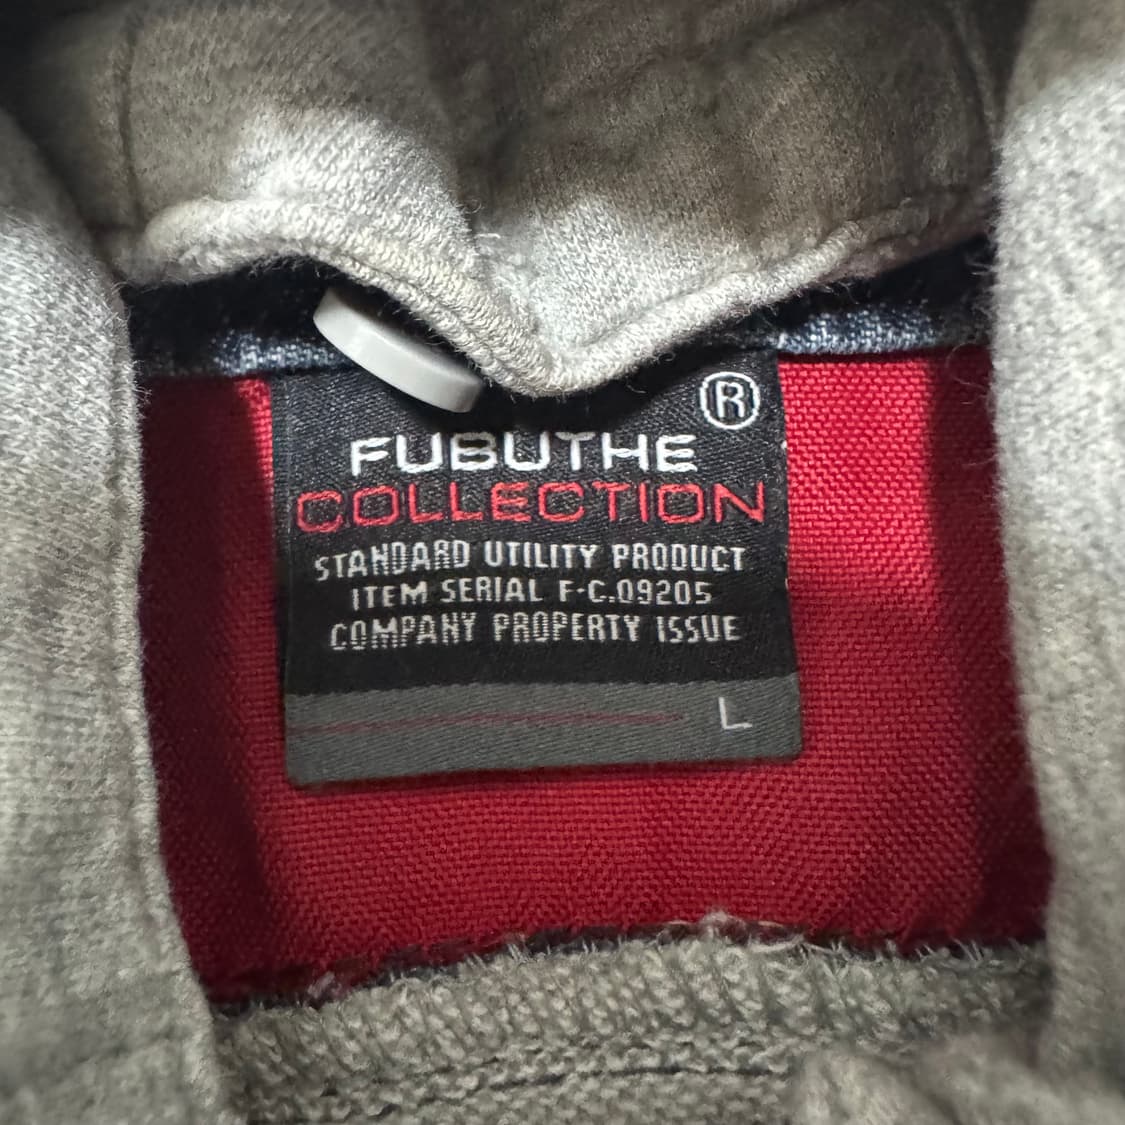 ®
FUBUTHE
COLLECTION
STANDARD UTILITY PRODUCT
ITEM SERIAL F-C.09205
COMPANY PROPERTY ISSUE
L